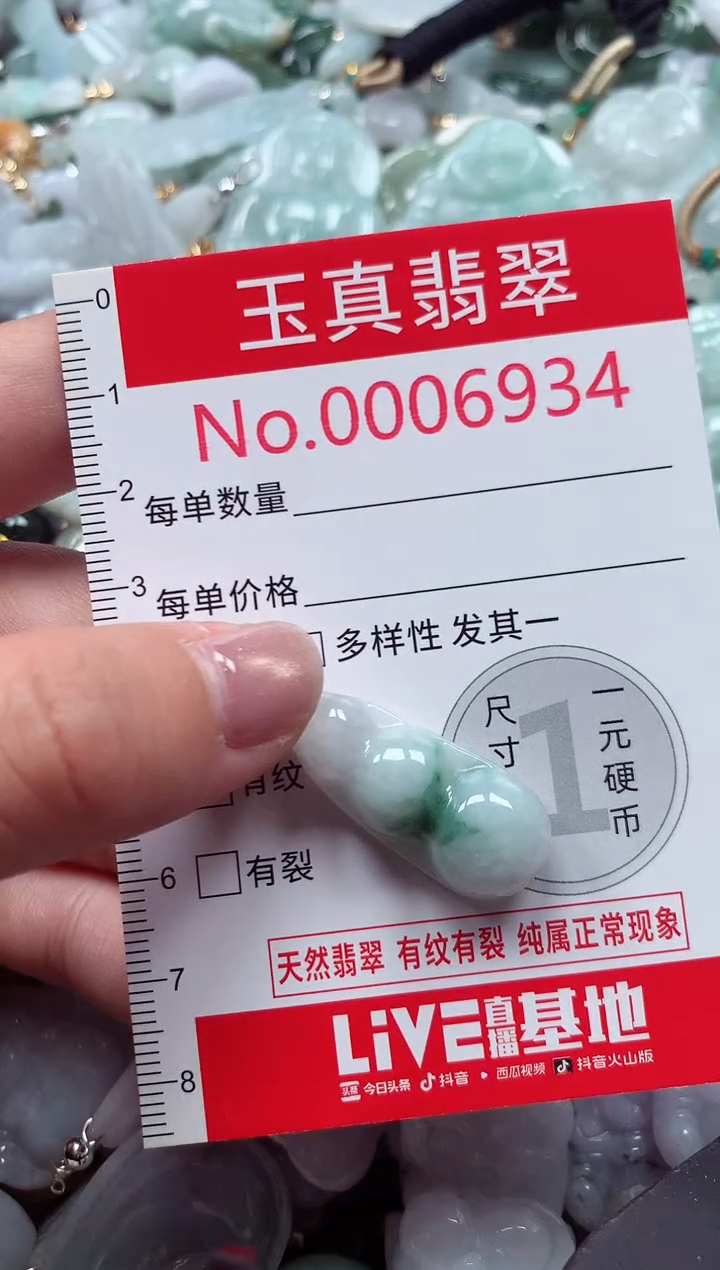 玉真翡翠
No.0006934
0
1
2
3
6
7
8
每单数量
每单价格
多样性 发其一
尺寸
1
一元硬币
有纹
有裂
天然翡翠 有纹有裂 纯属正常现象
LiVE直播基地
头条 今日头条 抖音 西瓜视频 抖音火山版